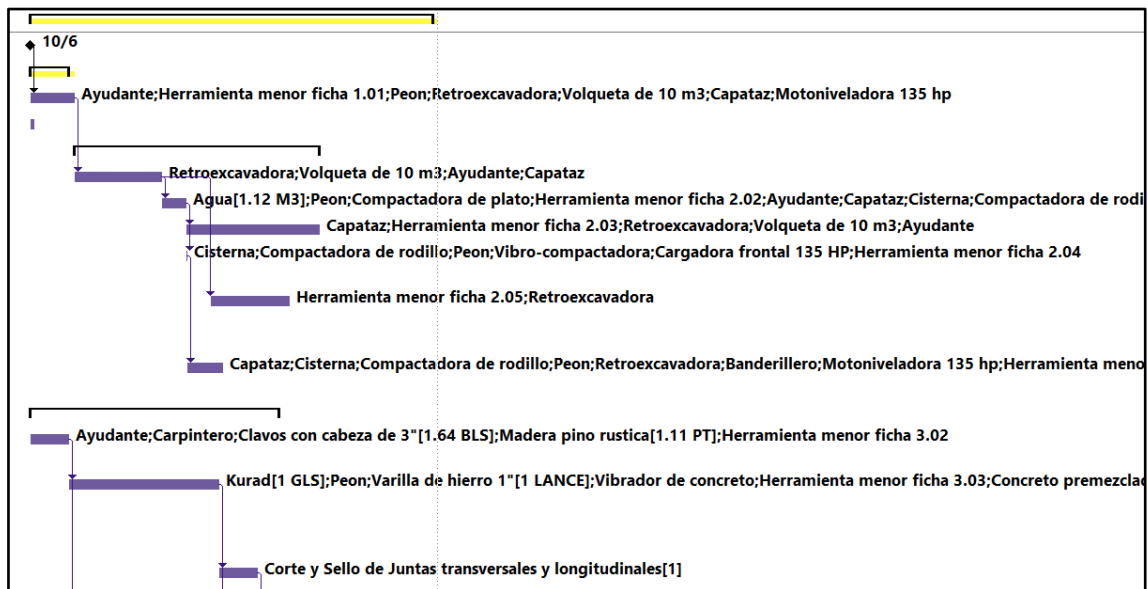 10/6
Ayudante;Herramienta menor ficha 1.01;Peon;Retroexcavadora;Volqueta de 10 m3;Capataz;Motoniveladora 135 hp
Retroexcavadora;Volqueta de 10 m3;Ayudante;Capataz
Agua[1.12 M3];Peon;Compactadora de plato;Herramienta menor ficha 2.02;Ayudante;Capataz;Cisterna;Compactadora de rodi
Capataz;Herramienta menor ficha 2.03;Retroexcavadora;Volqueta de 10 m3;Ayudante
Cisterna;Compactadora de rodillo;Peon;Vibro-compactadora;Cargadora frontal 135 HP;Herramienta menor ficha 2.04
Herramienta menor ficha 2.05;Retroexcavadora
Capataz;Cisterna;Compactadora de rodillo;Peon;Retroexcavadora;Banderillero;Motoniveladora 135 hp;Herramienta meno
Ayudante;Carpintero;Clavos con cabeza de 3"[1.64 BLS];Madera pino rustica[1.11 PT];Herramienta menor ficha 3.02
Kurad[1 GLS];Peon;Varilla de hierro 1"[1 LANCE];Vibrador de concreto;Herramienta menor ficha 3.03;Concreto premezclad
Corte y Sello de Juntas transversales y longitudinales[1]